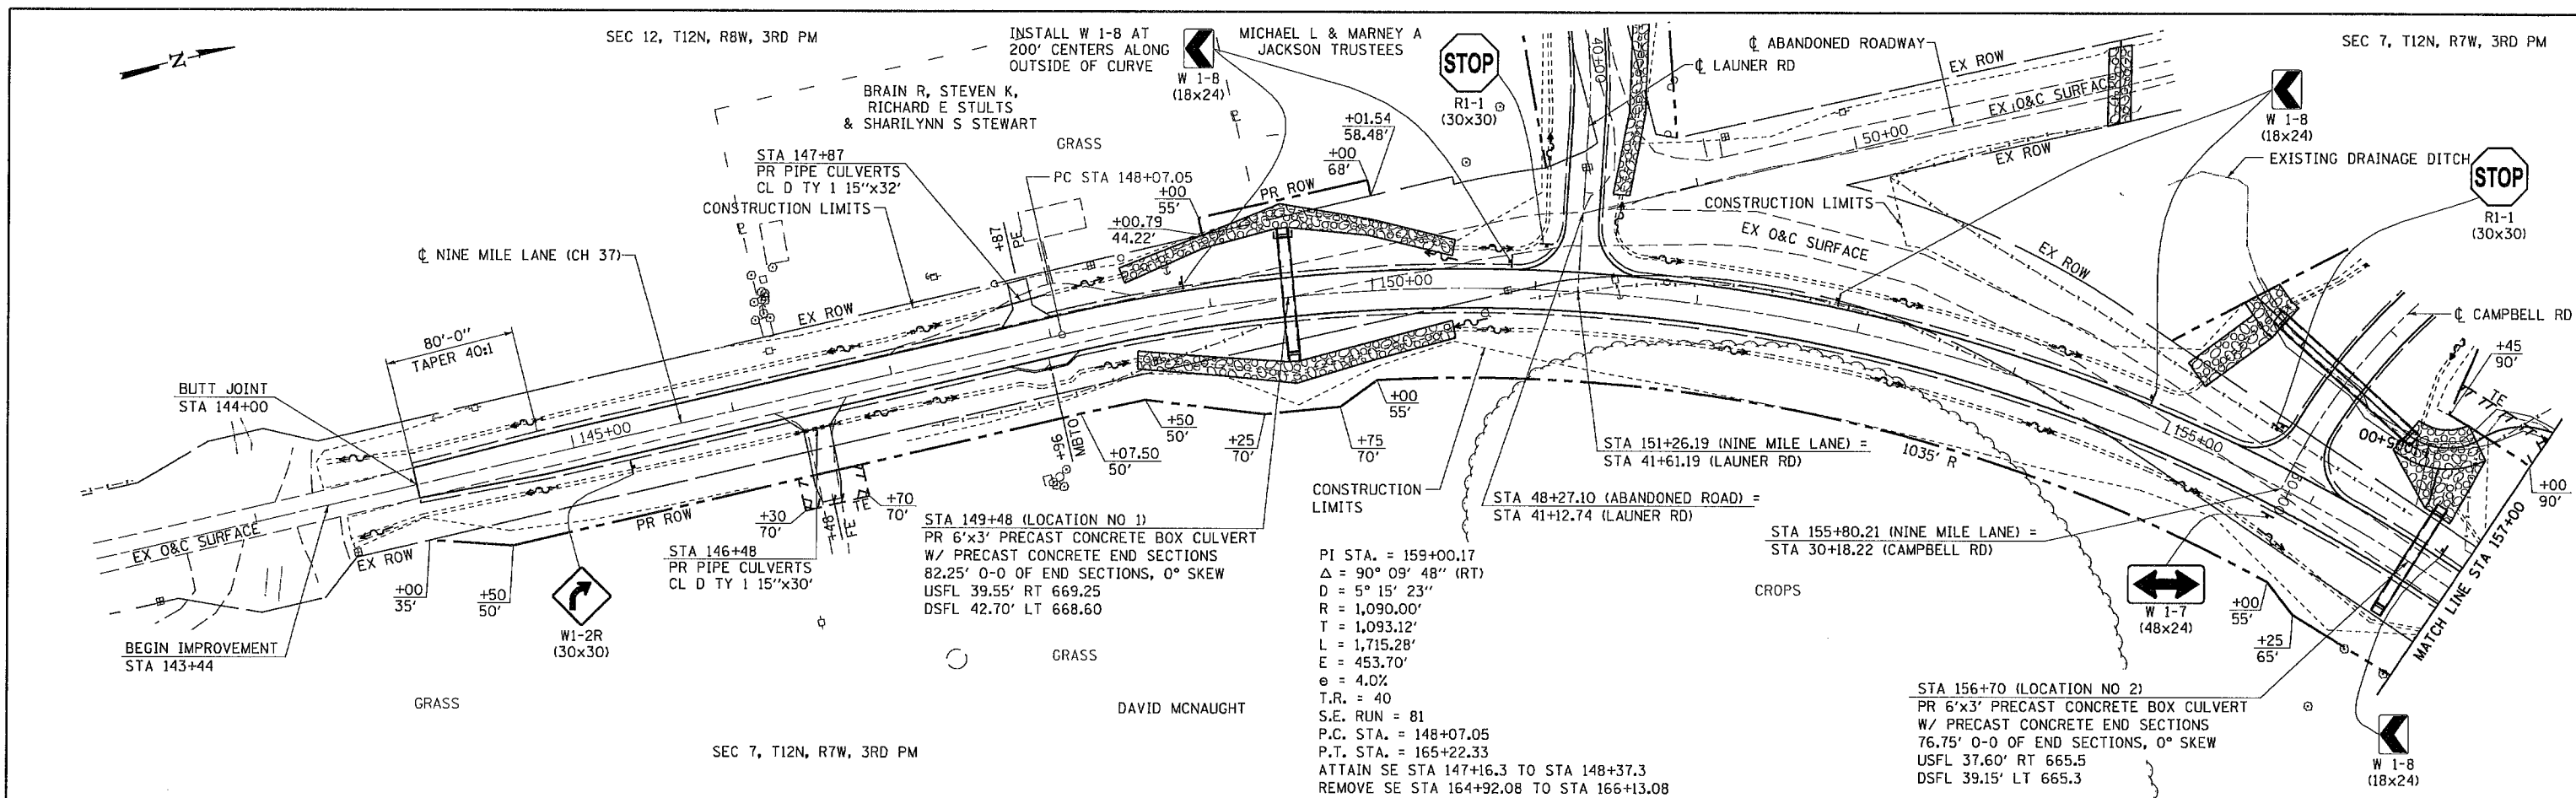 SEC 12, T12N, R8W, 3RD PM
INSTALL W 1-8 AT
200' CENTERS ALONG
OUTSIDE OF CURVE
W 1-8
(18x24)
MICHAEL L & MARNEY A
JACKSON TRUSTEES
STOP
R1-1
(30x30)
℄ ABANDONED ROADWAY
℄ LAUNER RD
40+00
EX ROW
EX O&C SURFACE
150+00
EX ROW
SEC 7, T12N, R7W, 3RD PM
W 1-8
(18x24)
EXISTING DRAINAGE DITCH
STOP
R1-1
(30x30)
N
BRAIN R, STEVEN K,
RICHARD E STULTS
& SHARILYNN S STEWART
GRASS
STA 147+87
PR PIPE CULVERTS
CL D TY 1 15"x32'
CONSTRUCTION LIMITS
PC STA 148+07.05
+87
PE
+00
55'
+00.79
44.22'
+00
68'
+01.54
58.48'
PR ROW
CONSTRUCTION LIMITS
EX O&C SURFACE
EX ROW
℄ NINE MILE LANE (CH 37)
EX ROW
80'-0"
TAPER 40:1
BUTT JOINT
STA 144+00
145+00
150+00
155+00
℄ CAMPBELL RD
+45
90'
TE
+00
90'
50+00
MATCH LINE STA 157+00
EX O&C SURFACE
EX ROW
PR ROW
BEGIN IMPROVEMENT
STA 143+44
+00
35'
+50
50'
W1-2R
(30x30)
STA 146+48
PR PIPE CULVERTS
CL D TY 1 15"x30'
+30
70'
+48
FE
TE
+70
70'
+96
MBTO
+07.50
50'
+50
50'
+25
70'
+75
70'
+00
55'
STA 149+48 (LOCATION NO 1)
PR 6'x3' PRECAST CONCRETE BOX CULVERT
W/ PRECAST CONCRETE END SECTIONS
82.25' O-O OF END SECTIONS, 0° SKEW
USFL 39.55' RT 669.25
DSFL 42.70' LT 668.60
CONSTRUCTION
LIMITS
STA 151+26.19 (NINE MILE LANE) =
STA 41+61.19 (LAUNER RD)
STA 48+27.10 (ABANDONED ROAD) =
STA 41+12.74 (LAUNER RD)
1035' R
STA 155+80.21 (NINE MILE LANE) =
STA 30+18.22 (CAMPBELL RD)
W 1-7
(48x24)
+00
55'
+25
65'
CROPS
PI STA. = 159+00.17
Δ = 90° 09' 48" (RT)
D = 5° 15' 23"
R = 1,090.00'
T = 1,093.12'
L = 1,715.28'
E = 453.70'
e = 4.0%
T.R. = 40
S.E. RUN = 81
P.C. STA. = 148+07.05
P.T. STA. = 165+22.33
ATTAIN SE STA 147+16.3 TO STA 148+37.3
REMOVE SE STA 164+92.08 TO STA 166+13.08
GRASS
GRASS
DAVID MCNAUGHT
SEC 7, T12N, R7W, 3RD PM
STA 156+70 (LOCATION NO 2)
PR 6'x3' PRECAST CONCRETE BOX CULVERT
W/ PRECAST CONCRETE END SECTIONS
76.75' O-O OF END SECTIONS, 0° SKEW
USFL 37.60' RT 665.5
DSFL 39.15' LT 665.3
W 1-8
(18x24)